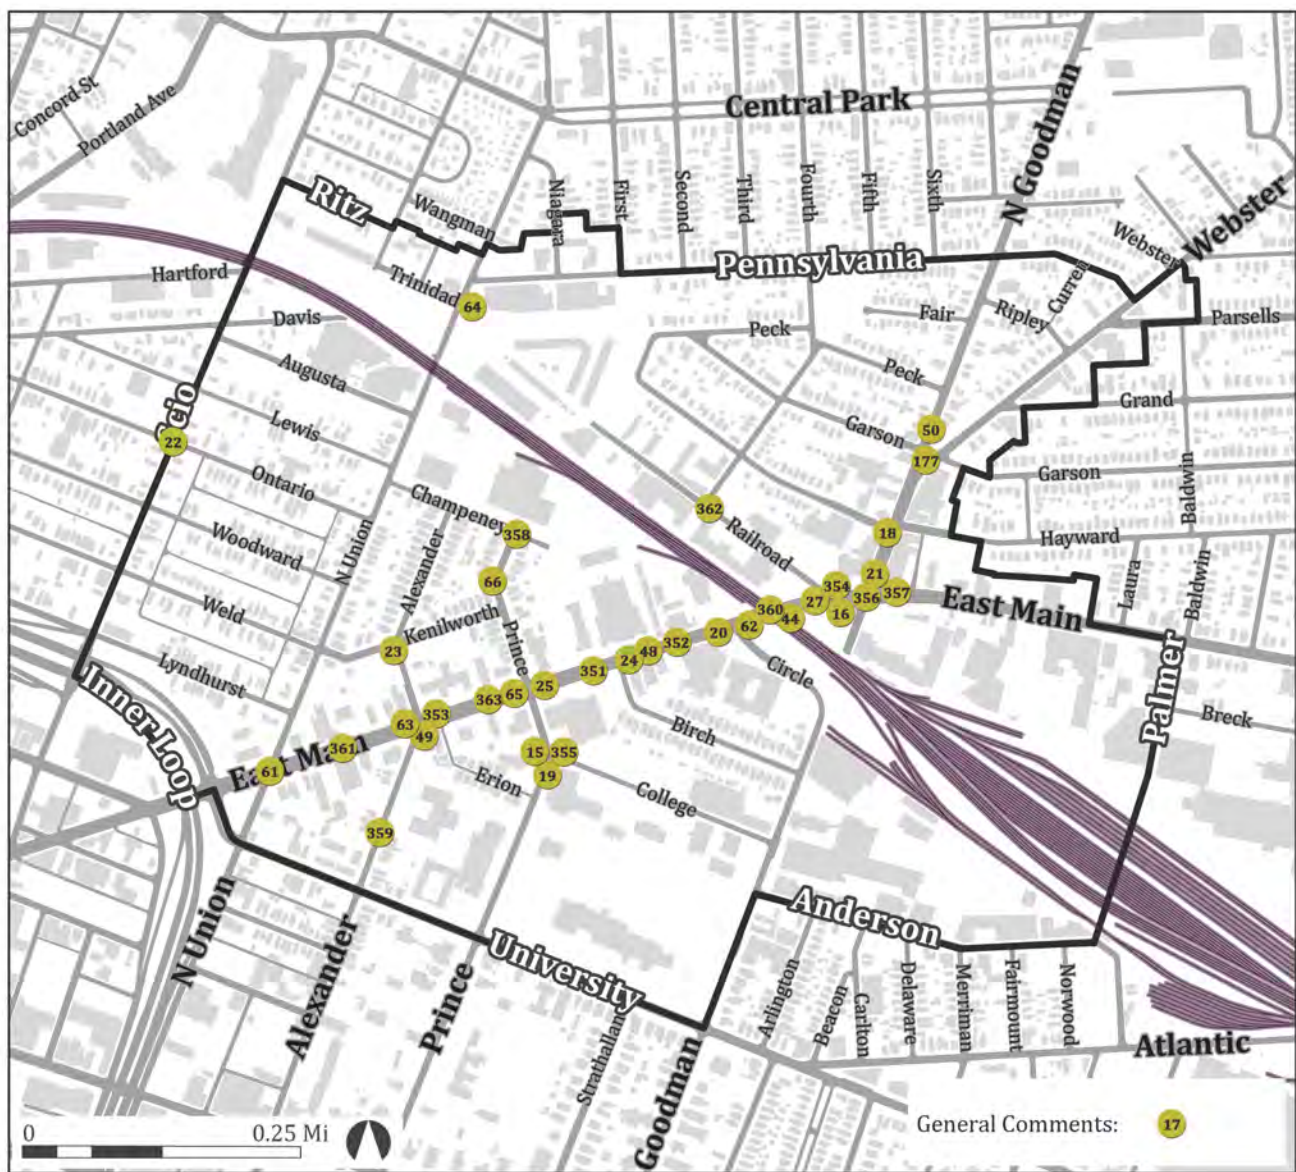 Concord St
Portland Ave
Central Park
N Goodman
Ritz
Wangman
Niagara
First
Second
Third
Fourth
Fifth
Sixth
Webster
Webster
Pennsylvania
Hartford
Trinidad
64
Davis
Augusta
Peck
Fair
Ripley
Curren
Parsells
Peck
Grand
Scio
22
Lewis
Ontario
Garson
50
177
Garson
Baldwin
Champeney
358
362
Railroad
18
Hayward
Woodward
N Union
Alexander
66
Weld
Kenilworth
23
Prince
Lyndhurst
354
21
27
356
357
16
360
44
62
20
352
48
24
351
25
65
363
353
63
49
361
61
East Main
East Main
Laura
Baldwin
Palmer
Breck
Circle
Birch
15
355
19
Erion
College
359
Inner Loop
N Union
Alexander
Prince
University
Strathallan
Goodman
Anderson
Arlington
Beacon
Carlton
Delaware
Merriman
Fairmount
Norwood
Atlantic
0 0.25 Mi
General Comments: 17